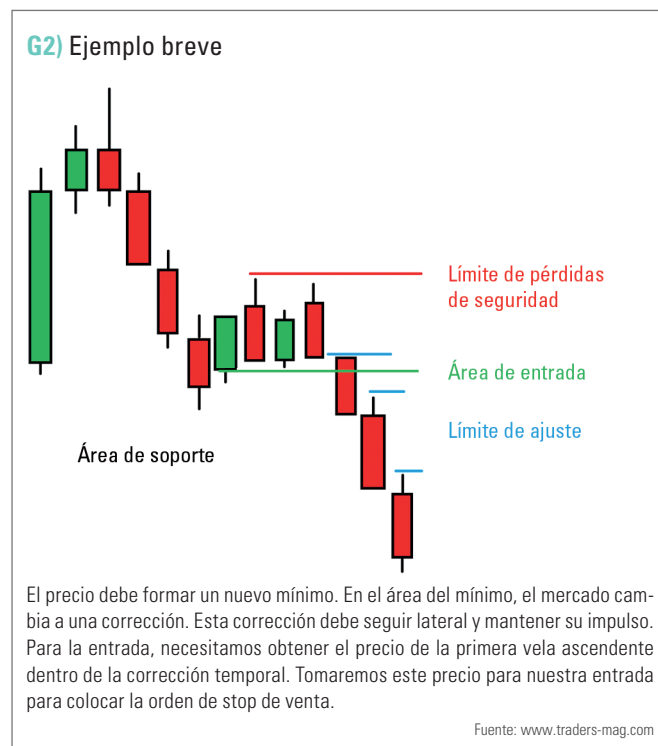 G2) Ejemplo breve
Límite de pérdidas
de seguridad
Área de entrada
Límite de ajuste
Área de soporte
El precio debe formar un nuevo mínimo. En el área del mínimo, el mercado cam-
bia a una corrección. Esta corrección debe seguir lateral y mantener su impulso.
Para la entrada, necesitamos obtener el precio de la primera vela ascendente
dentro de la corrección temporal. Tomaremos este precio para nuestra entrada
para colocar la orden de stop de venta.
Fuente: www.traders-mag.com